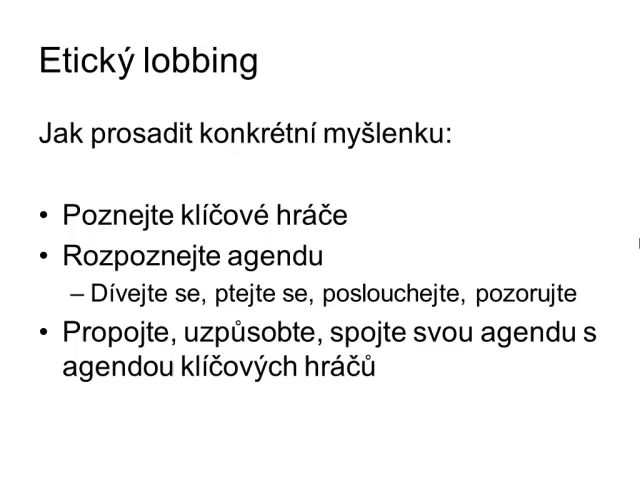 Etický lobbing
Jak prosadit konkrétní myšlenku:
• Poznejte klíčové hráče
• Rozpoznejte agendu
– Dívejte se, ptejte se, poslouchejte, pozorujte
• Propojte, uzpůsobte, spojte svou agendu s
agendou klíčových hráčů